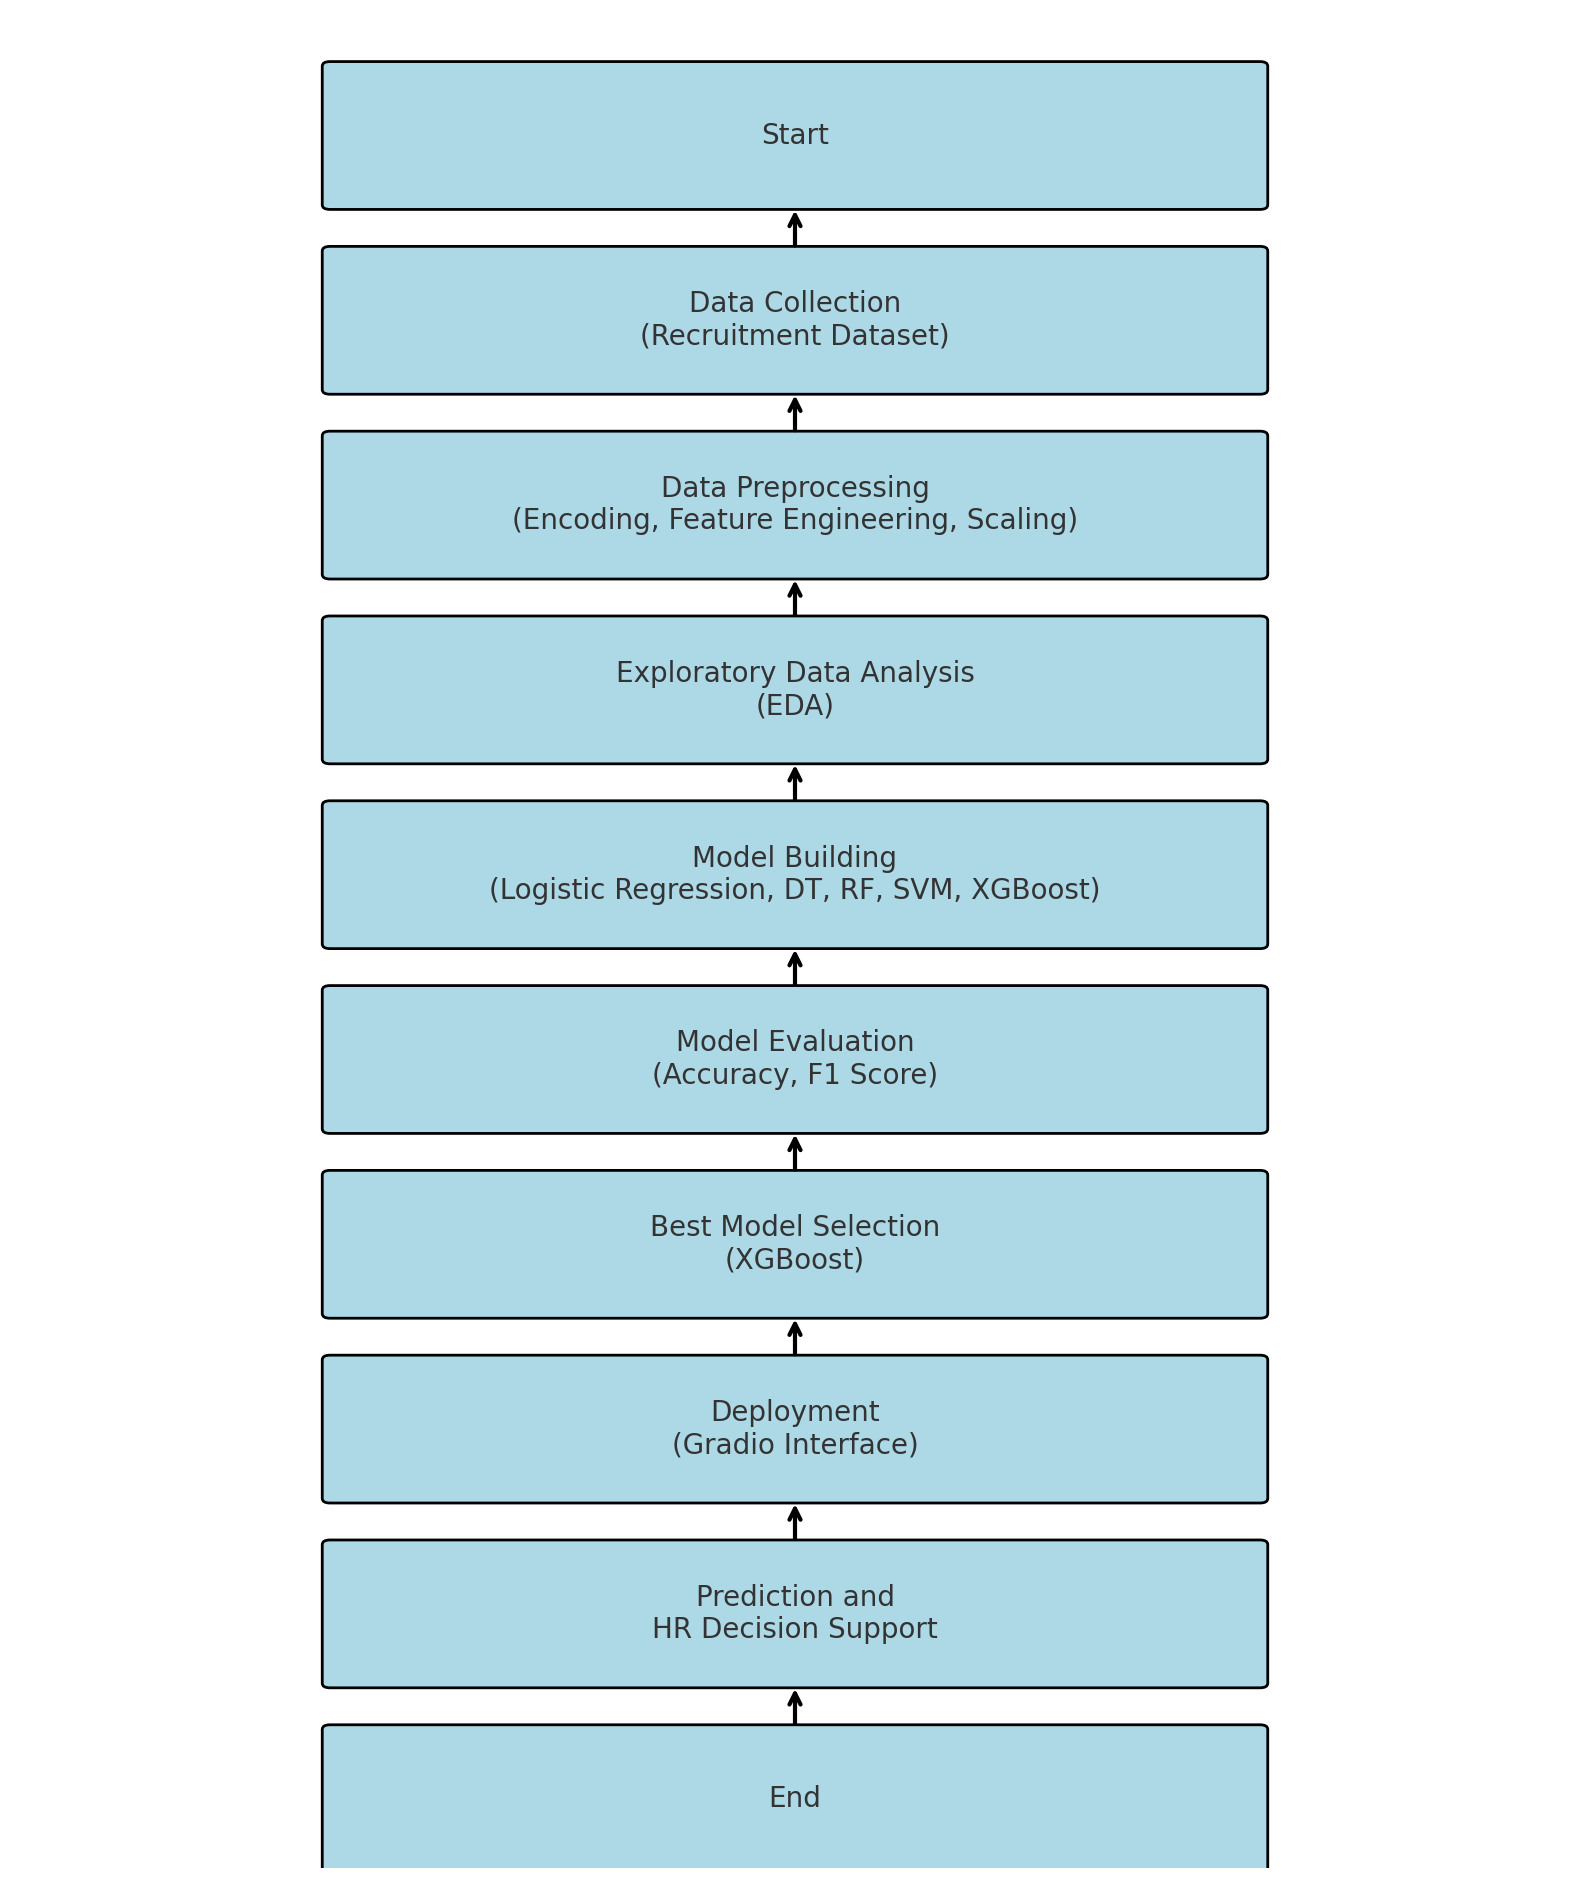 Start
Data Collection
(Recruitment Dataset)
Data Preprocessing
(Encoding, Feature Engineering, Scaling)
Exploratory Data Analysis
(EDA)
Model Building
(Logistic Regression, DT, RF, SVM, XGBoost)
Model Evaluation
(Accuracy, F1 Score)
Best Model Selection
(XGBoost)
Deployment
(Gradio Interface)
Prediction and
HR Decision Support
End